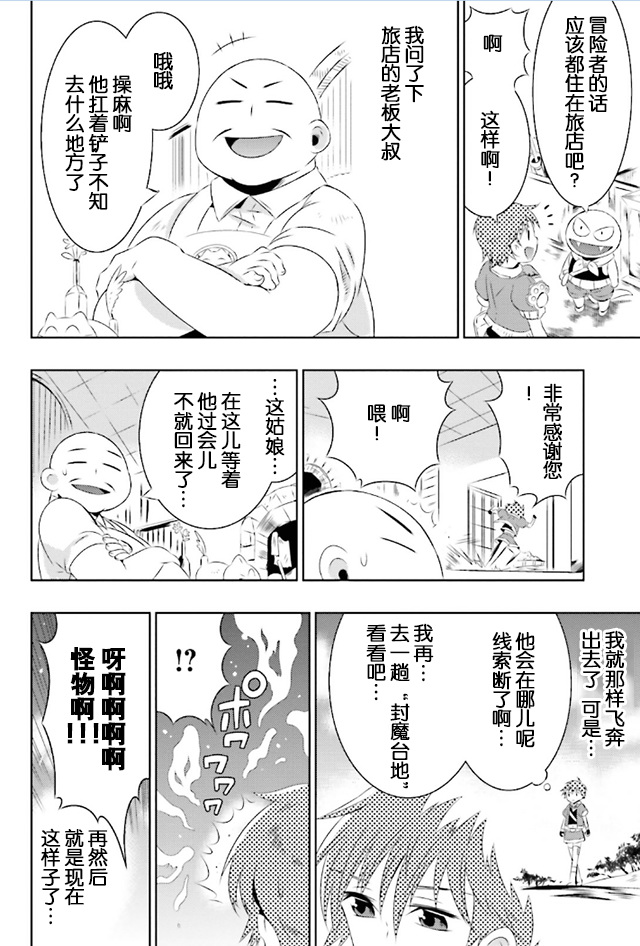 冒险者的话
应该都住在旅店吧？
啊
这样啊！
我问了下
旅店的老板大叔
哦哦
操麻啊
他扛着铲子不知
去什么地方了
非常感谢您
！
啊
喂！
…这姑娘…
在这儿等着
他过会儿
不就回来了…
我就那样飞奔
出去了 可是…
他会在哪儿呢
线索断了啊…
我再…
去一趟“封魔台地”
看看吧…
ポワワワワ
!?
呀啊啊啊啊
怪物啊!!!
再然后
就是现在
这样子了…